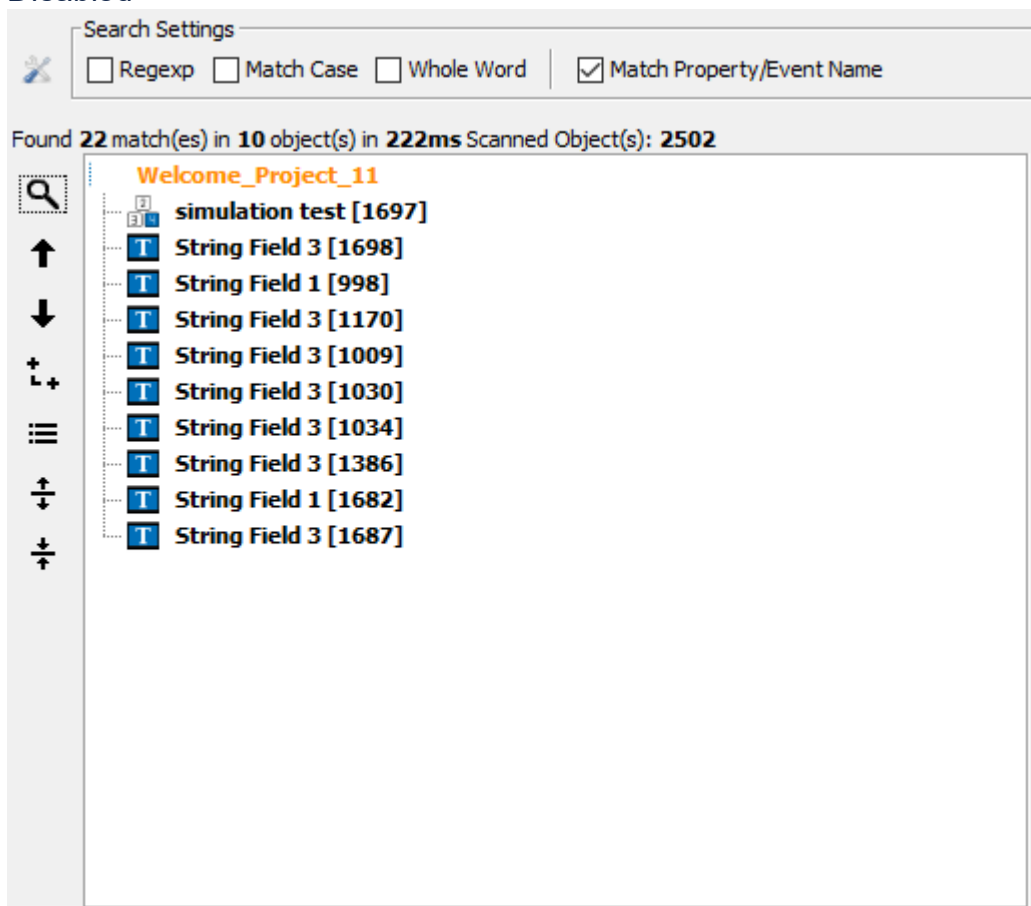 Search Settings
Regexp Match Case Whole Word Match Property/Event Name
Found 22 match(es) in 10 object(s) in 222ms Scanned Object(s): 2502
Welcome_Project_11
simulation test [1697]
T String Field 3 [1698]
T String Field 1 [998]
T String Field 3 [1170]
T String Field 3 [1009]
T String Field 3 [1030]
T String Field 3 [1034]
T String Field 3 [1386]
T String Field 1 [1682]
T String Field 3 [1687]